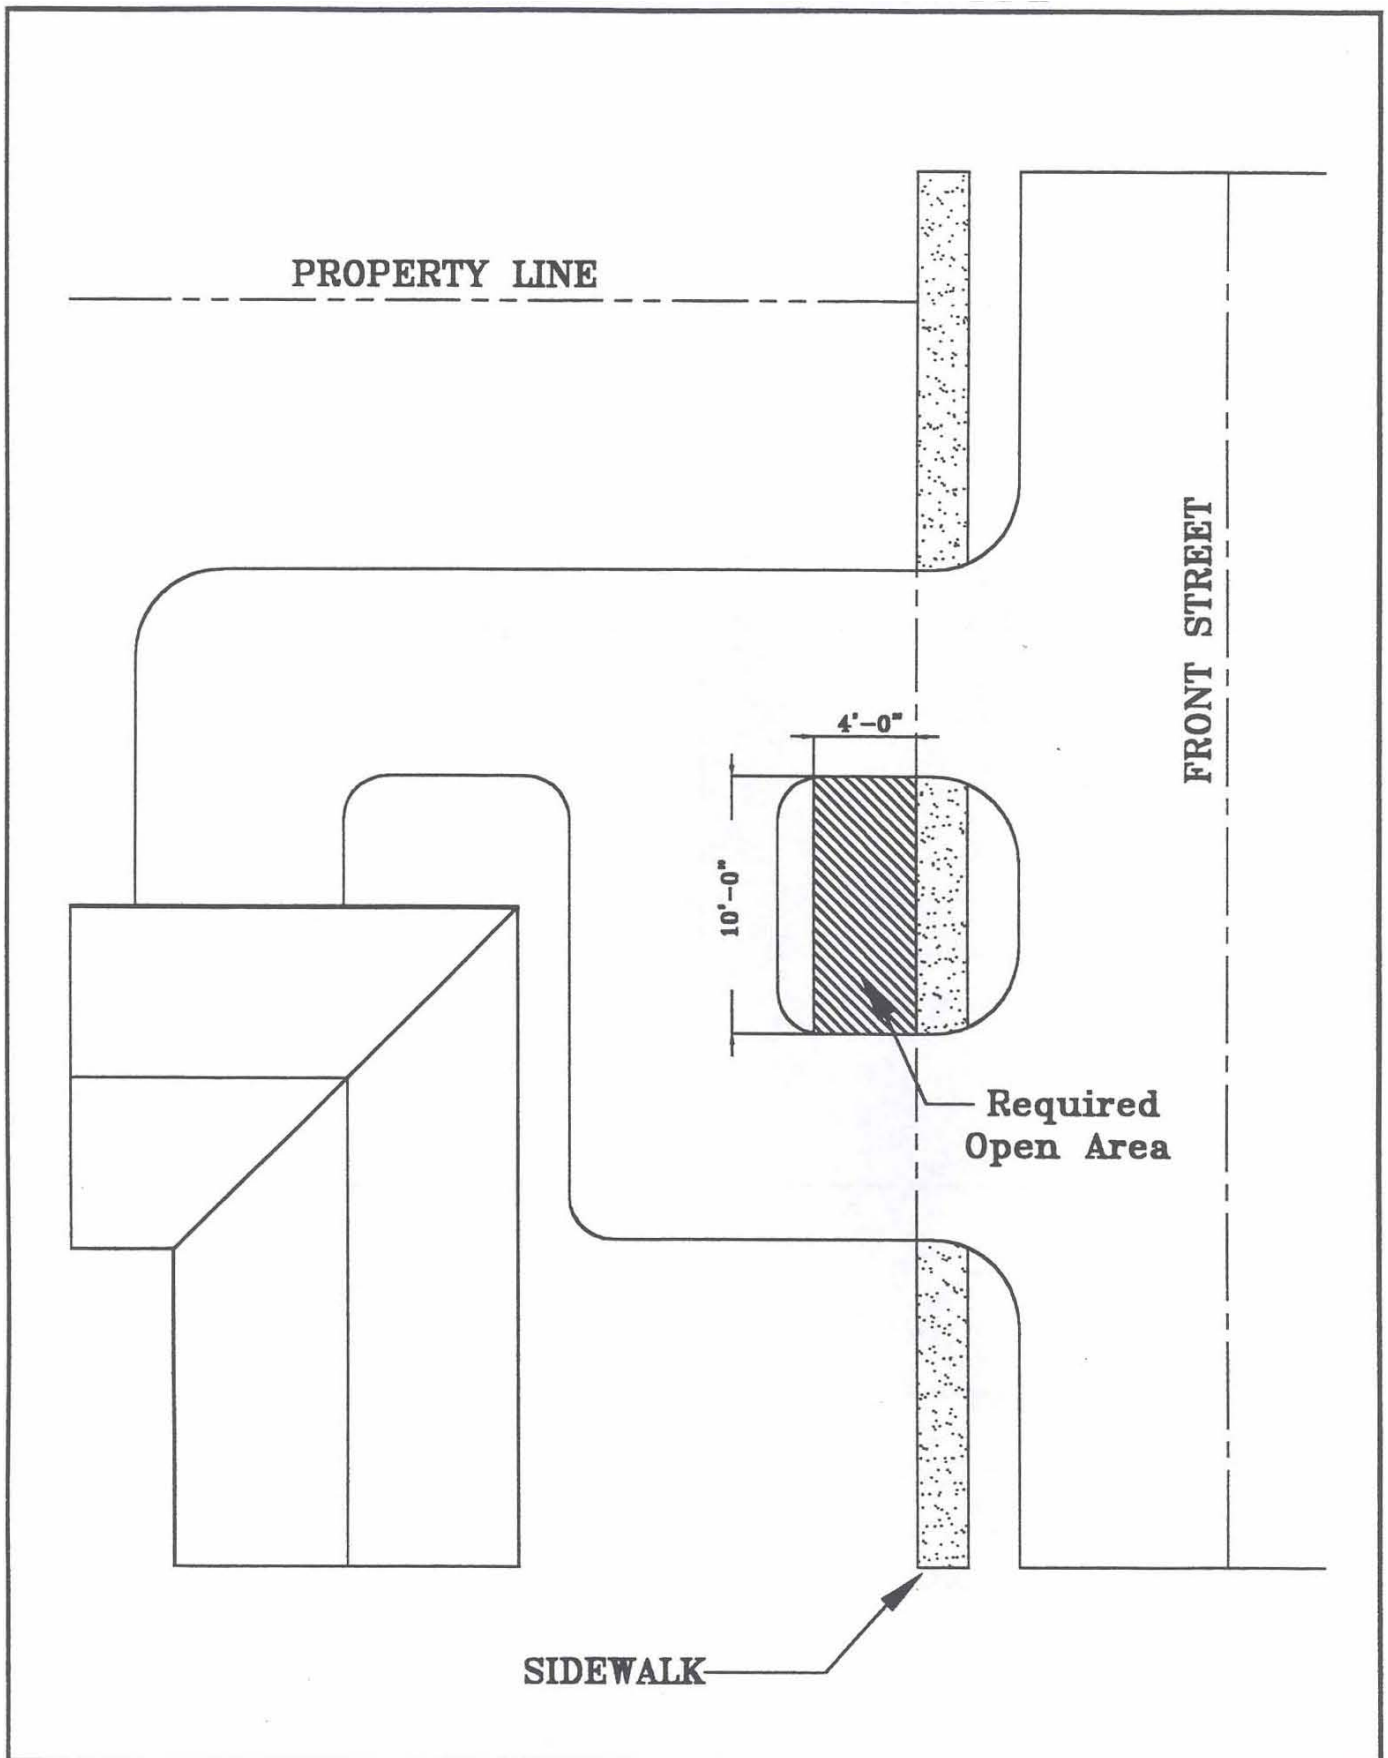 PROPERTY LINE
FRONT STREET
4'-0"
10'-0"
Required
Open Area
SIDEWALK